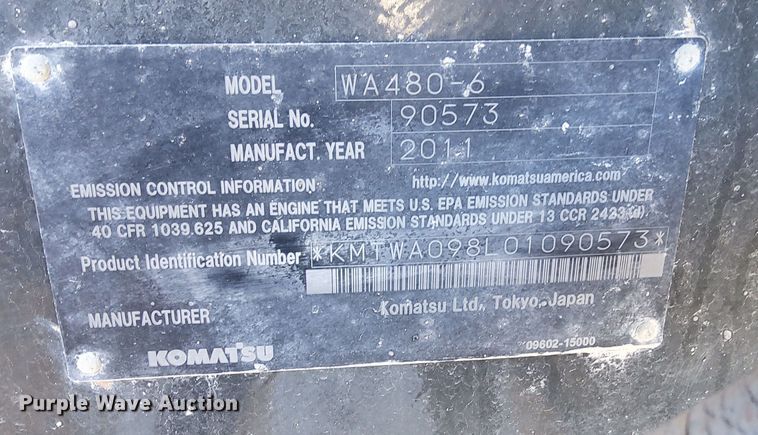 MODEL WA480-6
SERIAL No. 90573
MANUFACT. YEAR 2011
EMISSION CONTROL INFORMATION http://www.komatsuamerica.com
THIS EQUIPMENT HAS AN ENGINE THAT MEETS U.S. EPA EMISSION STANDARDS UNDER
40 CFR 1039.625 AND CALIFORNIA EMISSION STANDARDS UNDER 13 CCR 2423(d).
Product Identification Number *KMTWA098L01090573*
MANUFACTURER Komatsu Ltd., Tokyo, Japan
KOMATSU 09602-15000
Purple Wave Auction